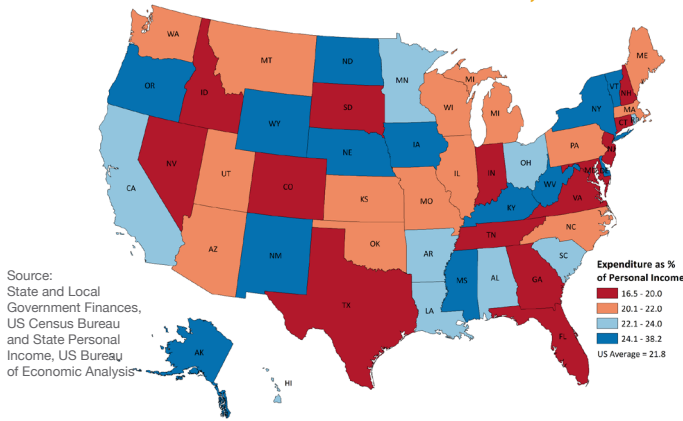 WA
MT
ND
MN
ME
OR
ID
SD
WI
MI
MI
VT
NH
NY
MA
CT
RI
WY
NE
IA
PA
NJ
NV
UT
CO
KS
MO
IL
IN
OH
WV
MD
DE
VA
KY
CA
AZ
NM
OK
AR
TN
NC
SC
TX
LA
MS
AL
GA
FL
AK
HI
Source:
State and Local
Government Finances,
US Census Bureau
and State Personal
Income, US Bureau
of Economic Analysis
Expenditure as %
of Personal Income
16.5 - 20.0
20.1 - 22.0
22.1 - 24.0
24.1 - 38.2
US Average = 21.8